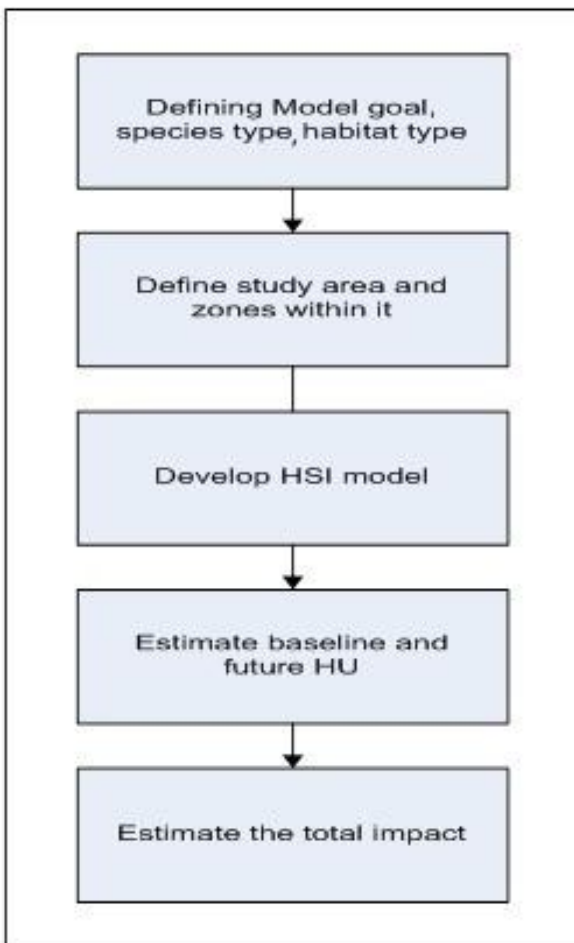 Defining Model goal,
species type, habitat type
Define study area and
zones within it
Develop HSI model
Estimate baseline and
future HU
Estimate the total impact